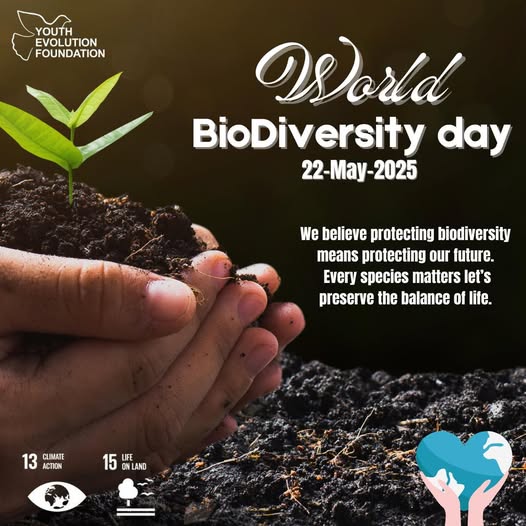 YOUTH
EVOLUTION
FOUNDATION
World
BioDiversity day
22-May-2025
We believe protecting biodiversity
means protecting our future.
Every species matters let's
preserve the balance of life.
13 CLIMATE
ACTION
15 LIFE
ON LAND